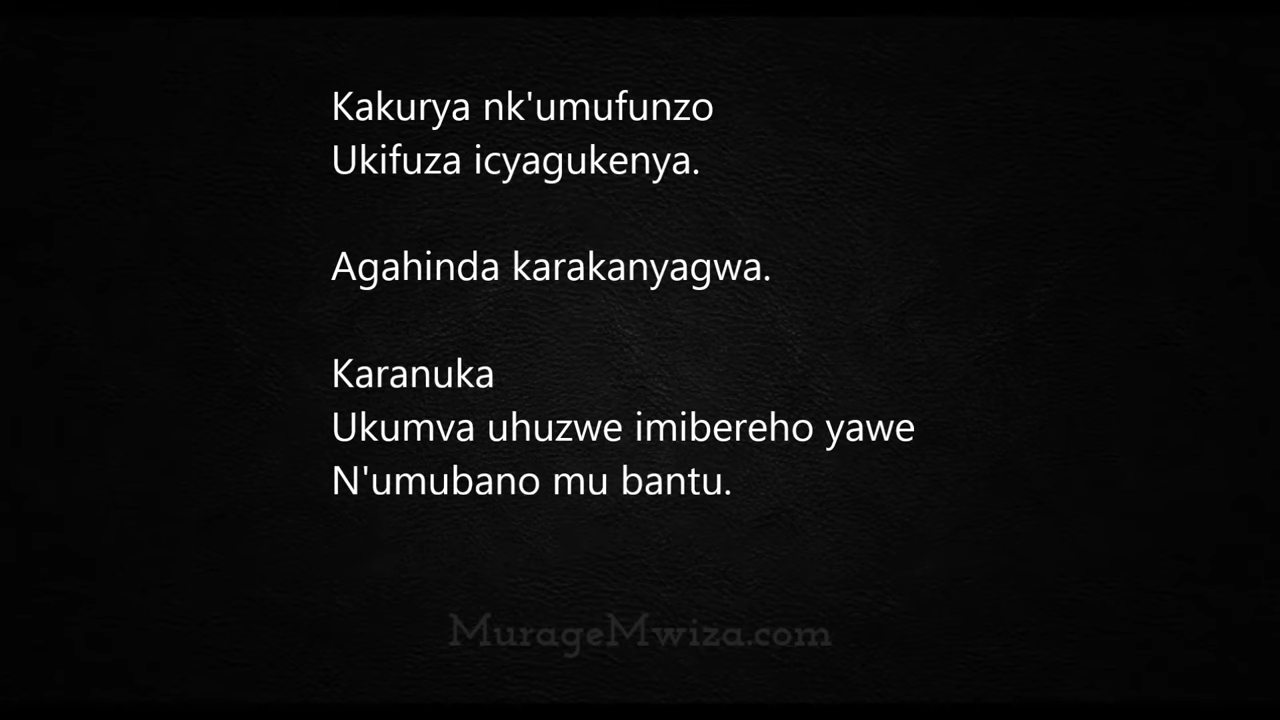 Kakurya nk'umufunzo
Ukifuza icyagukenya.
Agahinda karakanyagwa.
Karanuka
Ukumva uhuzwe imibereho yawe
N'umubano mu bantu.
MurageMwiza.com